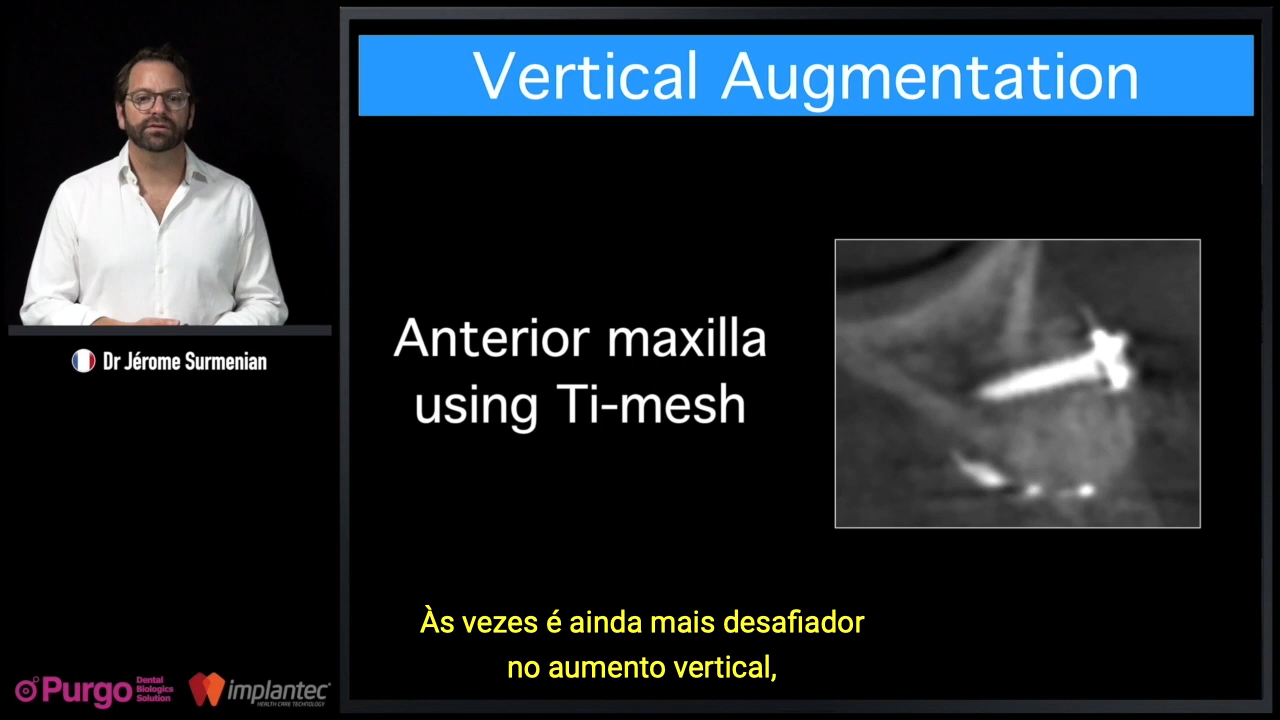 Vertical Augmentation
Anterior maxilla
using Ti-mesh
Dr Jérome Surmenian
Às vezes é ainda mais desafiador
no aumento vertical,
Purgo Dental
Biologics
Solution
implantec
HEALTH CARE TECHNOLOGY